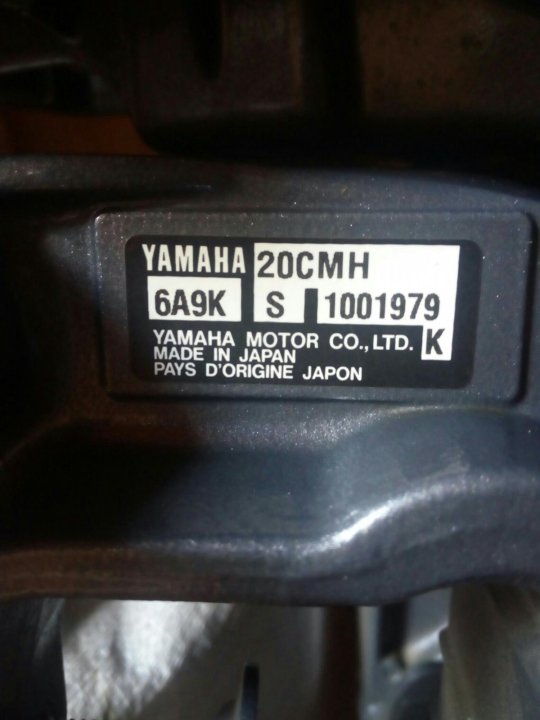 YAMAHA 20CMH
6A9K S 1001979
YAMAHA MOTOR CO., LTD. K
MADE IN JAPAN
PAYS D'ORIGINE JAPON